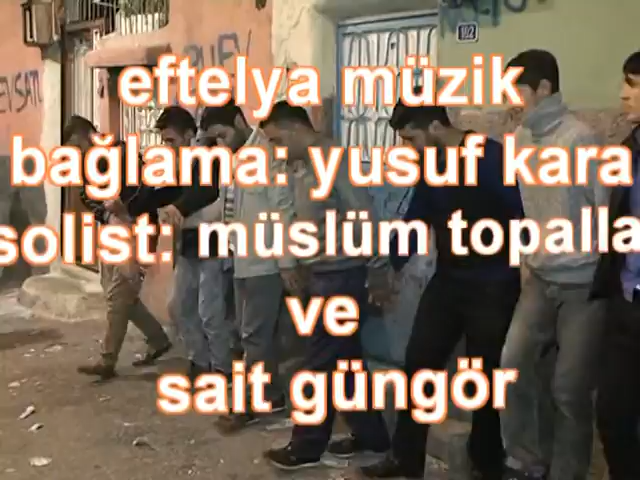 eftelya müzik
bağlama: yusuf kara
solist: müslüm topalla
ve
sait güngör
102